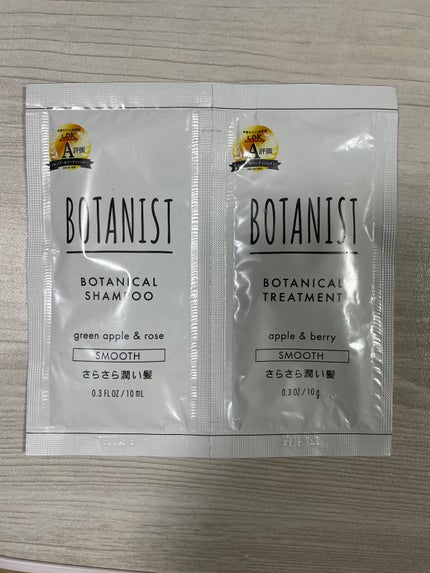 LDK
A評価
BOTANIST
BOTANICAL
SHAMPOO
green apple & rose
SMOOTH
さらさら潤い髪
0.3 FL OZ / 10 mL
LDK
A評価
BOTANIST
BOTANICAL
TREATMENT
apple & berry
SMOOTH
さらさら潤い髪
0.3 OZ / 10 g